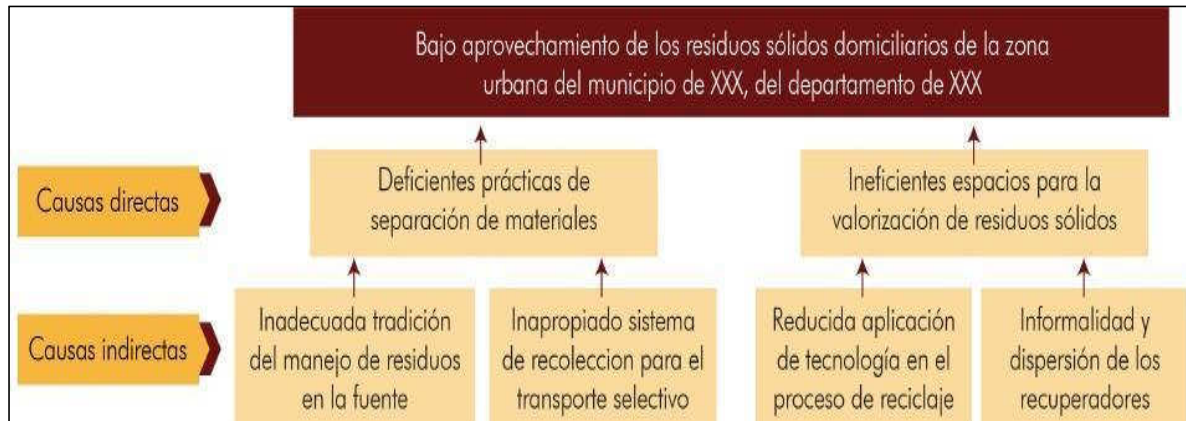 Bajo aprovechamiento de los residuos sólidos domiciliarios de la zona
urbana del municipio de XXX, del departamento de XXX
Causas directas
Deficientes prácticas de
separación de materiales
Ineficientes espacios para la
valorización de residuos sólidos
Causas indirectas
Inadecuada tradición
del manejo de residuos
en la fuente
Inapropiado sistema
de recoleccion para el
transporte selectivo
Reducida aplicación
de tecnología en el
proceso de reciclaje
Informalidad y
dispersión de los
recuperadores